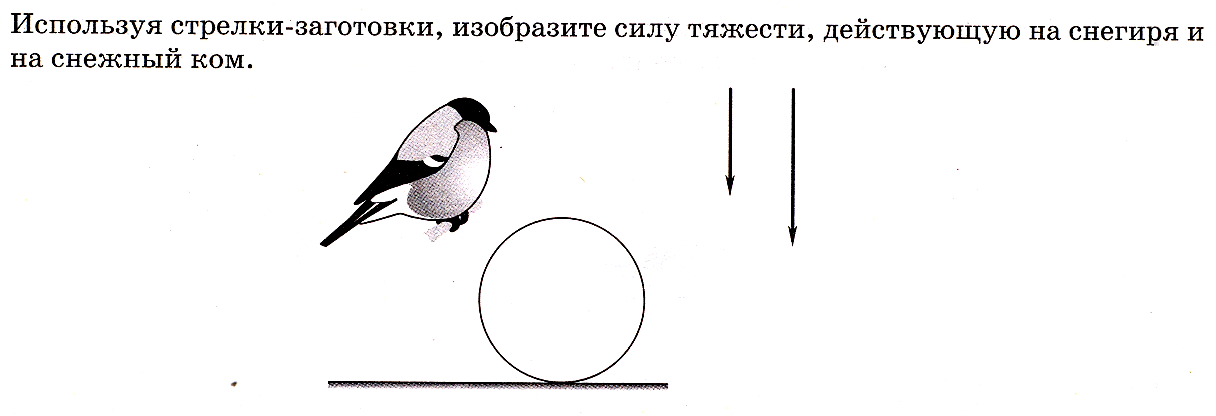 Используя стрелки-заготовки, изобразите силу тяжести, действующую на снегиря и
на снежный ком.